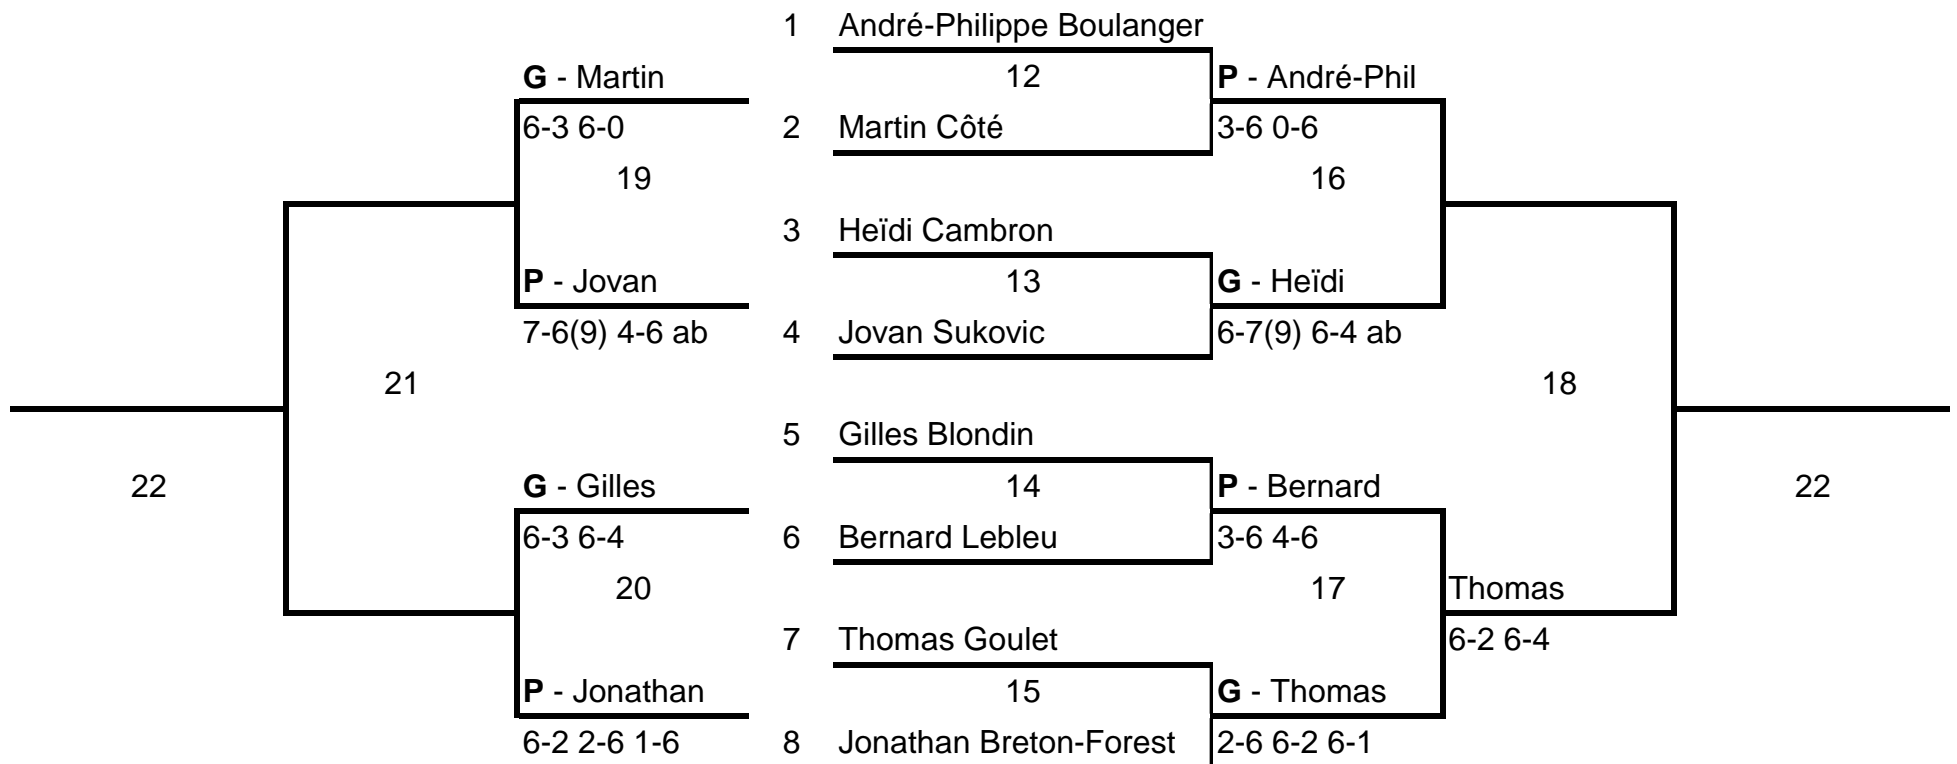 1 André-Philippe Boulanger
G - Martin 12 P - André-Phil
6-3 6-0 2 Martin Côté 3-6 0-6
19 16
3 Heïdi Cambron
P - Jovan 13 G - Heïdi
7-6(9) 4-6 ab 4 Jovan Sukovic 6-7(9) 6-4 ab
21 18
5 Gilles Blondin
22 G - Gilles 14 P - Bernard 22
6-3 6-4 6 Bernard Lebleu 3-6 4-6
20 17 Thomas
7 Thomas Goulet 6-2 6-4
P - Jonathan 15 G - Thomas
6-2 2-6 1-6 8 Jonathan Breton-Forest 2-6 6-2 6-1